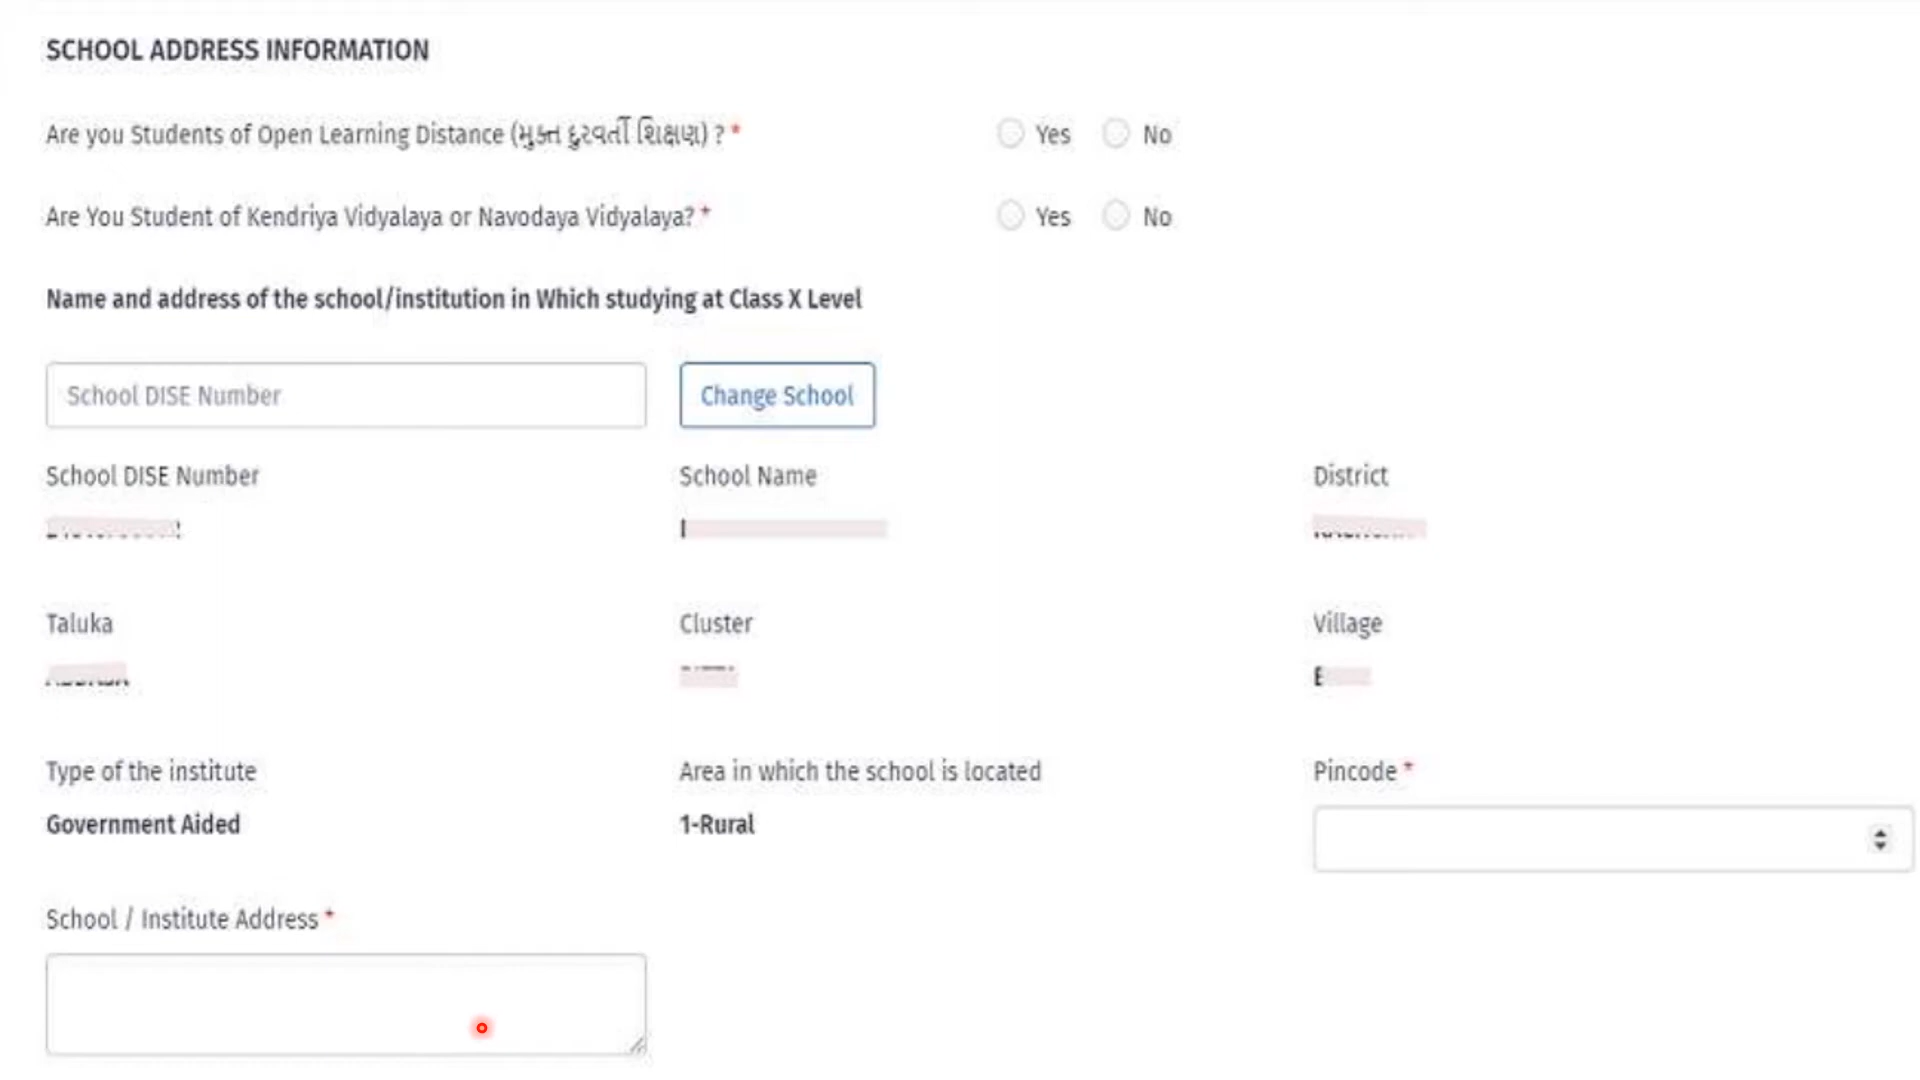 SCHOOL ADDRESS INFORMATION
Are you Students of Open Learning Distance (મુક્ત દુરવર્તી શિક્ષણ) ? * Yes No
Are You Student of Kendriya Vidyalaya or Navodaya Vidyalaya? * Yes No
Name and address of the school/institution in Which studying at Class X Level
School DISE Number Change School
School DISE Number School Name District
Taluka Cluster Village
Type of the institute Area in which the school is located Pincode *
Government Aided 1-Rural
School / Institute Address *